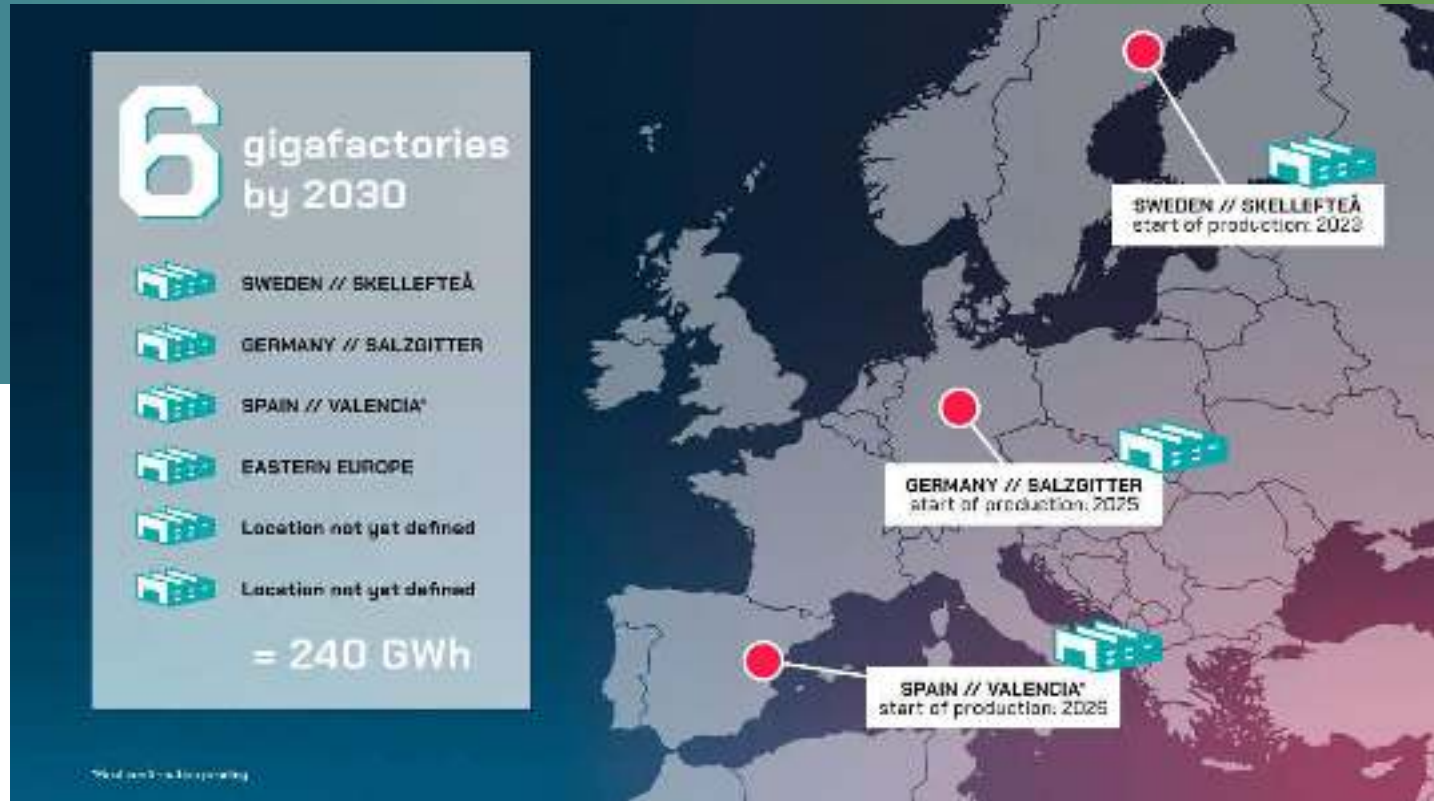 6 gigafactories
by 2030
SWEDEN // SKELLEFTEÅ
GERMANY // SALZGITTER
SPAIN // VALENCIA*
EASTERN EUROPE
Location not yet defined
Location not yet defined
= 240 GWh
SWEDEN // SKELLEFTEÅ
start of production: 2023
GERMANY // SALZGITTER
start of production: 2025
SPAIN // VALENCIA*
start of production: 2026